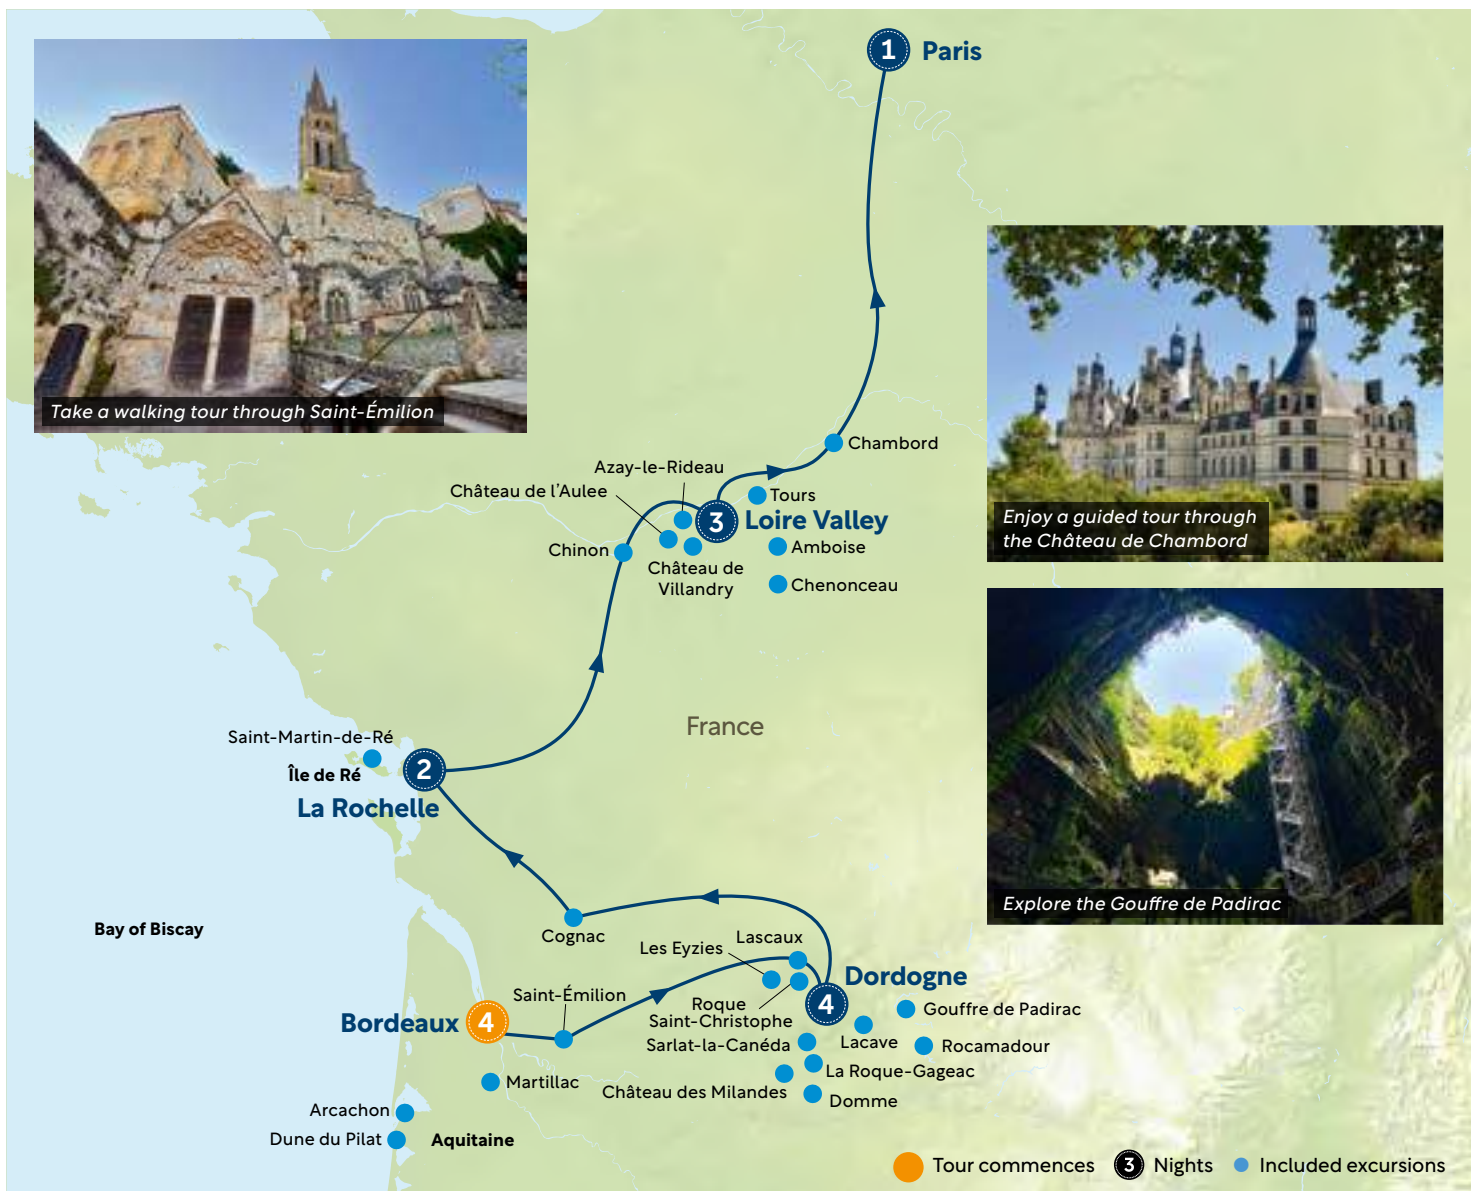 1
Paris
Take a walking tour through Saint-Émilion
Enjoy a guided tour through
the Château de Chambord
Chambord
Azay-le-Rideau
Château de l'Aulee
Tours
3
Loire Valley
Chinon
Amboise
Château de
Villandry
Chenonceau
France
Saint-Martin-de-Ré
Île de Ré
2
La Rochelle
Explore the Gouffre de Padirac
Bay of Biscay
Cognac
Lascaux
Les Eyzies
Dordogne
4
Roque
Saint-Christophe
Saint-Émilion
Bordeaux
4
Gouffre de Padirac
Lacave
Rocamadour
Sarlat-la-Canéda
La Roque-Gageac
Château des Milandes
Domme
Martillac
Arcachon
Dune du Pilat
Aquitaine
Tour commences
3
Nights
Included excursions